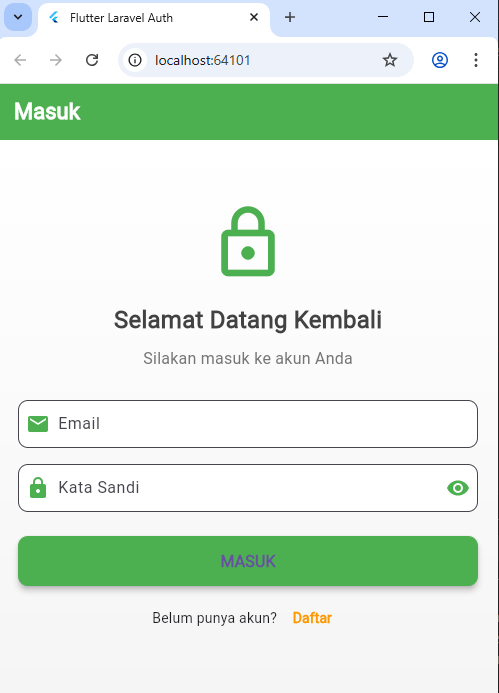 Flutter Laravel Auth
localhost:64101
Masuk
Selamat Datang Kembali
Silakan masuk ke akun Anda
Email
Kata Sandi
MASUK
Belum punya akun? Daftar